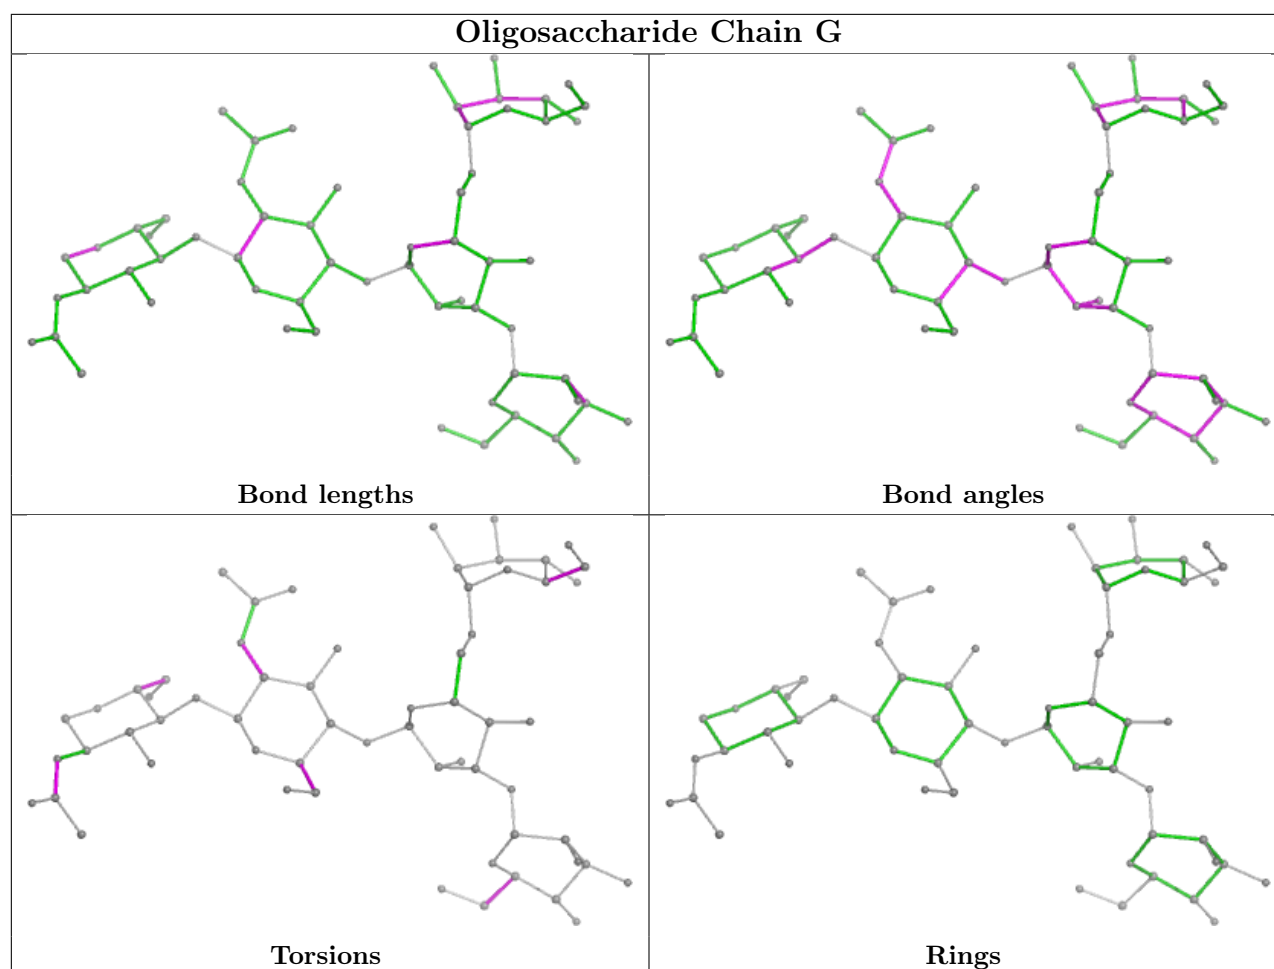 Oligosaccharide Chain G
Bond lengths
Bond angles
Torsions
Rings